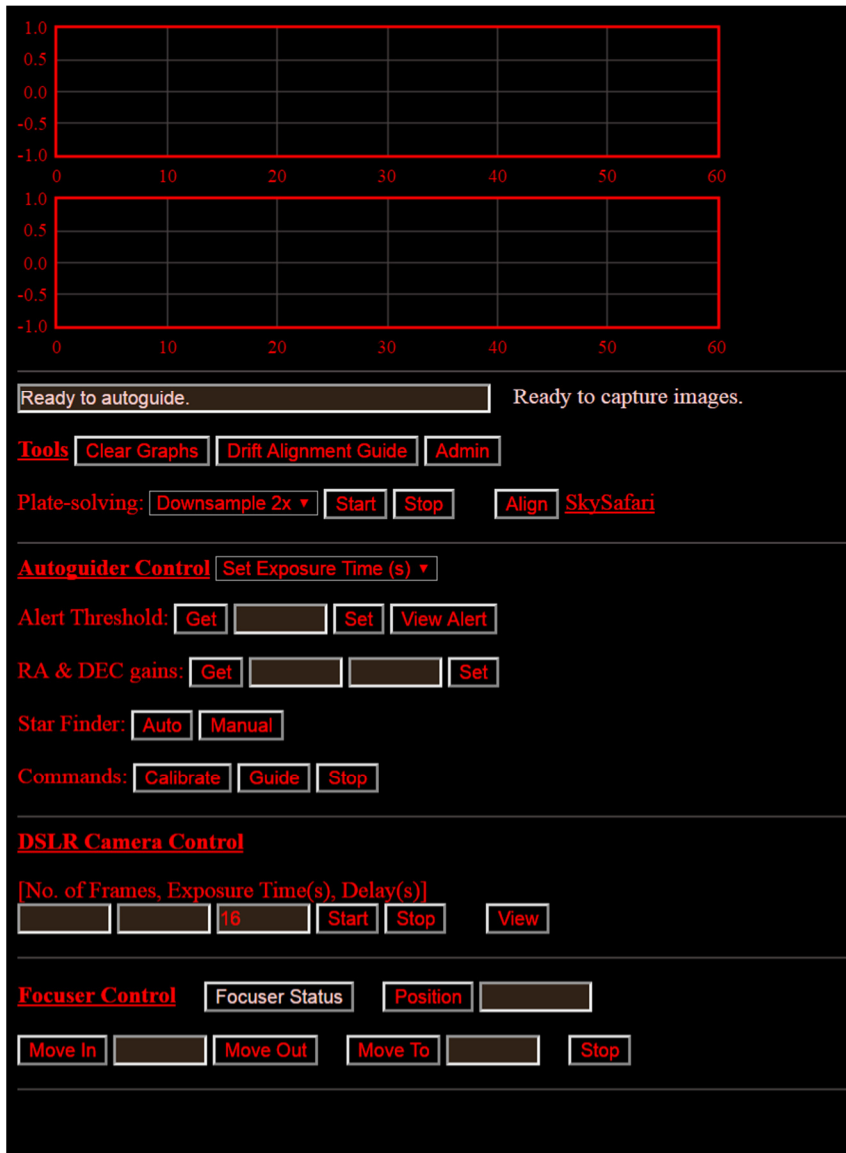 1.0
0.5
0.0
-0.5
-1.0
0 10 20 30 40 50 60
1.0
0.5
0.0
-0.5
-1.0
0 10 20 30 40 50 60
Ready to autoguide. Ready to capture images.
Tools Clear Graphs Drift Alignment Guide Admin
Plate-solving: Downsample 2x ▼ Start Stop Align SkySafari
Autoguider Control Set Exposure Time (s) ▼
Alert Threshold: Get Set View Alert
RA & DEC gains: Get Set
Star Finder: Auto Manual
Commands: Calibrate Guide Stop
DSLR Camera Control
[No. of Frames, Exposure Time(s), Delay(s)]
16 Start Stop View
Focuser Control Focuser Status Position
Move In Move Out Move To Stop